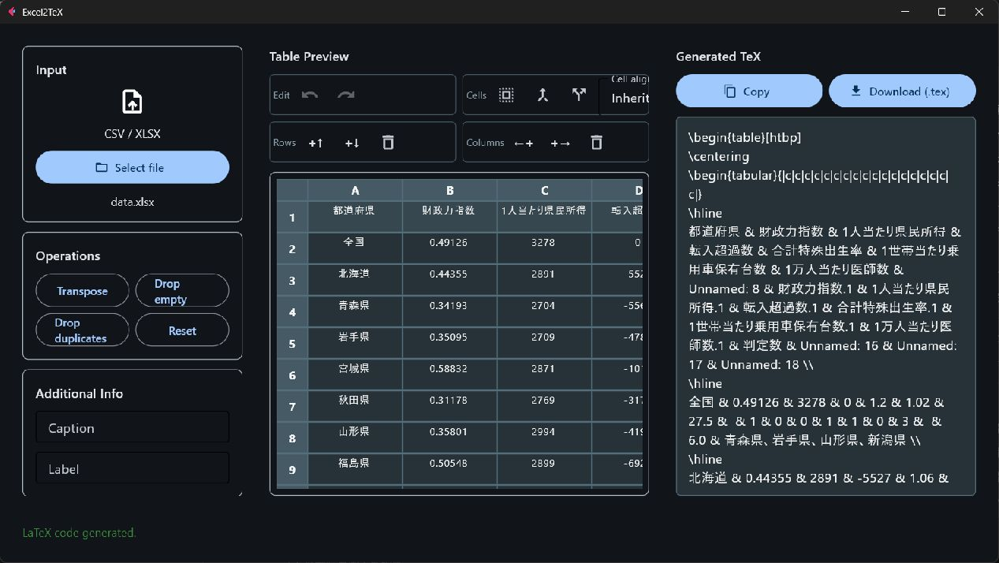 Excel2TeX
Input
CSV / XLSX
Select file
data.xlsx
Operations
Transpose
Drop
empty
Drop
duplicates
Reset
Additional Info
Caption
Label
LaTeX code generated.
Table Preview
Edit
Cells
Cell alig
Inherit
Rows
+↑
+↓
Columns
←+
+→
A B C D
1 都道府県 財政力指数 1人当たり県民所得 転入超
2 全国 0.49126 3278 0
3 北海道 0.44355 2891 -552
4 青森県 0.34193 2704 -556
5 岩手県 0.35095 2709 -478
6 宮城県 0.58832 2871 -101
7 秋田県 0.31178 2769 -317
8 山形県 0.35801 2994 -419
9 福島県 0.50548 2899 -692
Generated TeX
Copy
Download (.tex)
\begin{table}[htbp]
\centering
\begin{tabular}{|c|c|c|c|c|c|c|c|c|c|c|c|c|c|c|c|c|c|
c|}
\hline
都道府県 & 財政力指数 & 1人当たり県民所得 &
転入超過数 & 合計特殊出生率 & 1世帯当たり乗
用車保有台数 & 1万人当たり医師数 &
Unnamed: 8 & 財政力指数.1 & 1人当たり県民
所得.1 & 転入超過数.1 & 合計特殊出生率.1 &
1世帯当たり乗用車保有台数.1 & 1万人当たり医
師数.1 & 判定数 & Unnamed: 16 & Unnamed:
17 & Unnamed: 18 \\
\hline
全国 & 0.49126 & 3278 & 0 & 1.2 & 1.02 &
27.5 &  & 1 & 0 & 0 & 1 & 1 & 0 & 3 &  &
6.0 & 青森県、岩手県、山形県、新潟県 \\
\hline
北海道 & 0.44355 & 2891 & -5527 & 1.06 &